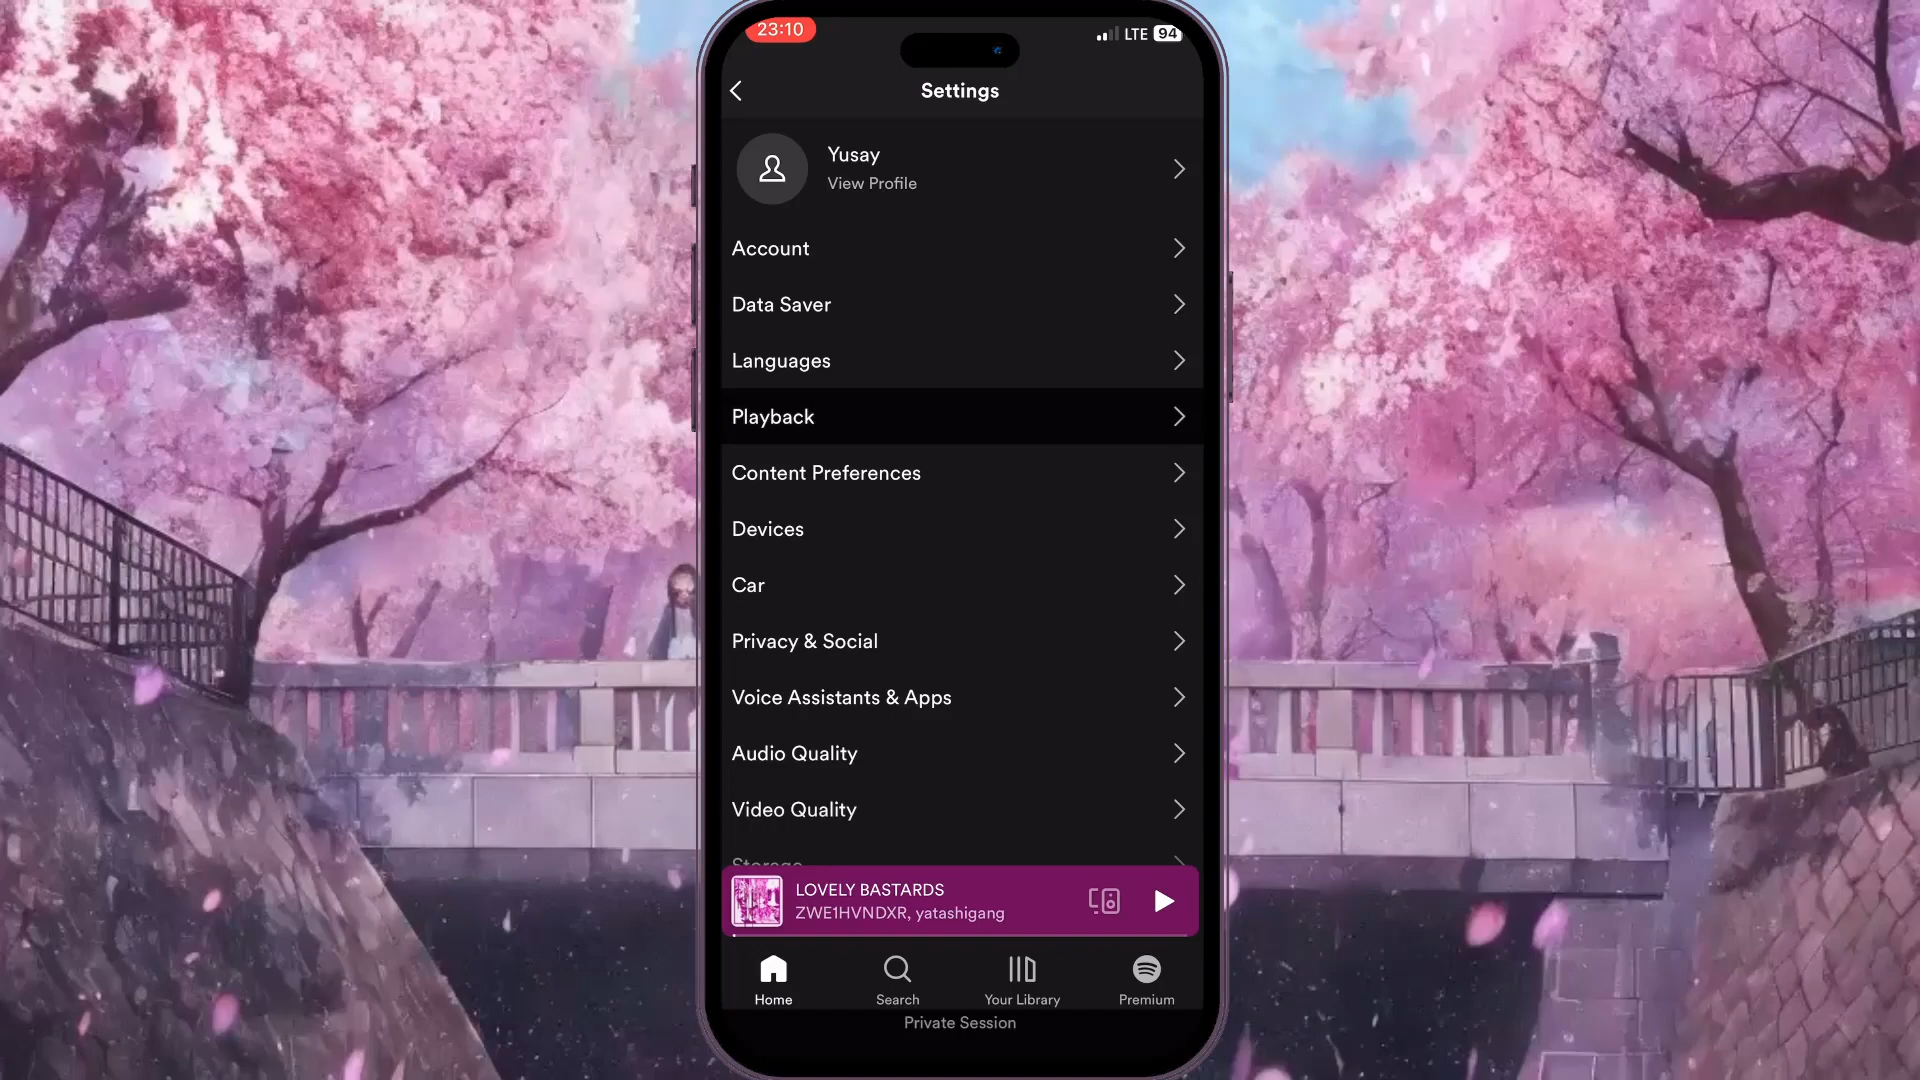 23:10
LTE 94
Settings
Yusay
View Profile
Account
Data Saver
Languages
Playback
Content Preferences
Devices
Car
Privacy & Social
Voice Assistants & Apps
Audio Quality
Video Quality
Storage
LOVELY BASTARDS
ZWE1HVNDXR, yatashigang
Home
Search
Your Library
Premium
Private Session